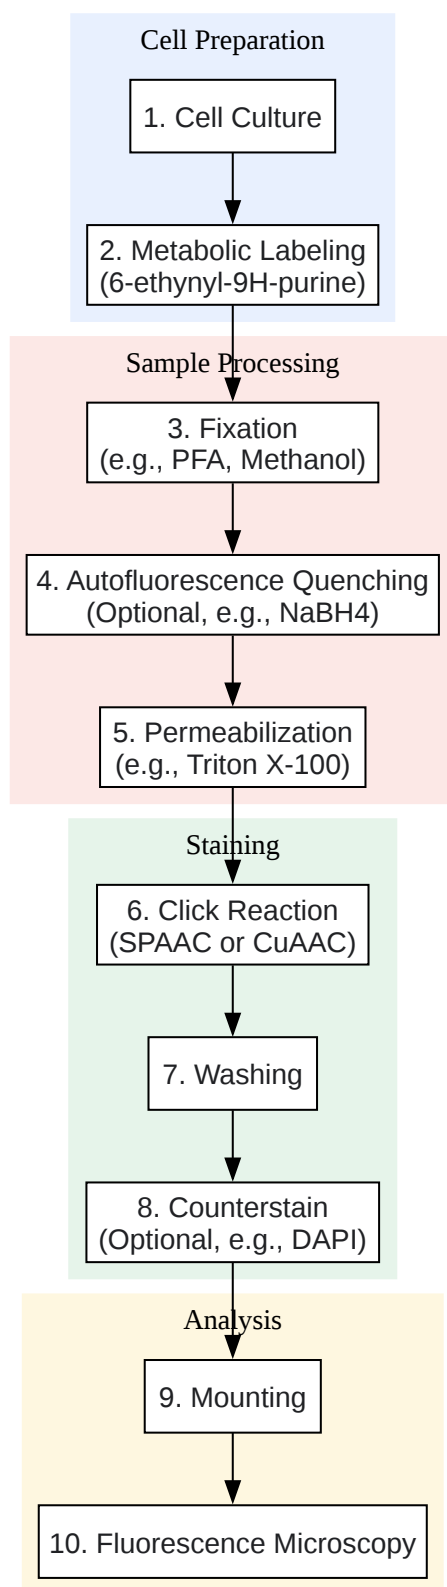 Cell Preparation
1. Cell Culture
2. Metabolic Labeling
(6-ethynyl-9H-purine)
Sample Processing
3. Fixation
(e.g., PFA, Methanol)
4. Autofluorescence Quenching
(Optional, e.g., NaBH4)
5. Permeabilization
(e.g., Triton X-100)
Staining
6. Click Reaction
(SPAAC or CuAAC)
7. Washing
8. Counterstain
(Optional, e.g., DAPI)
Analysis
9. Mounting
10. Fluorescence Microscopy